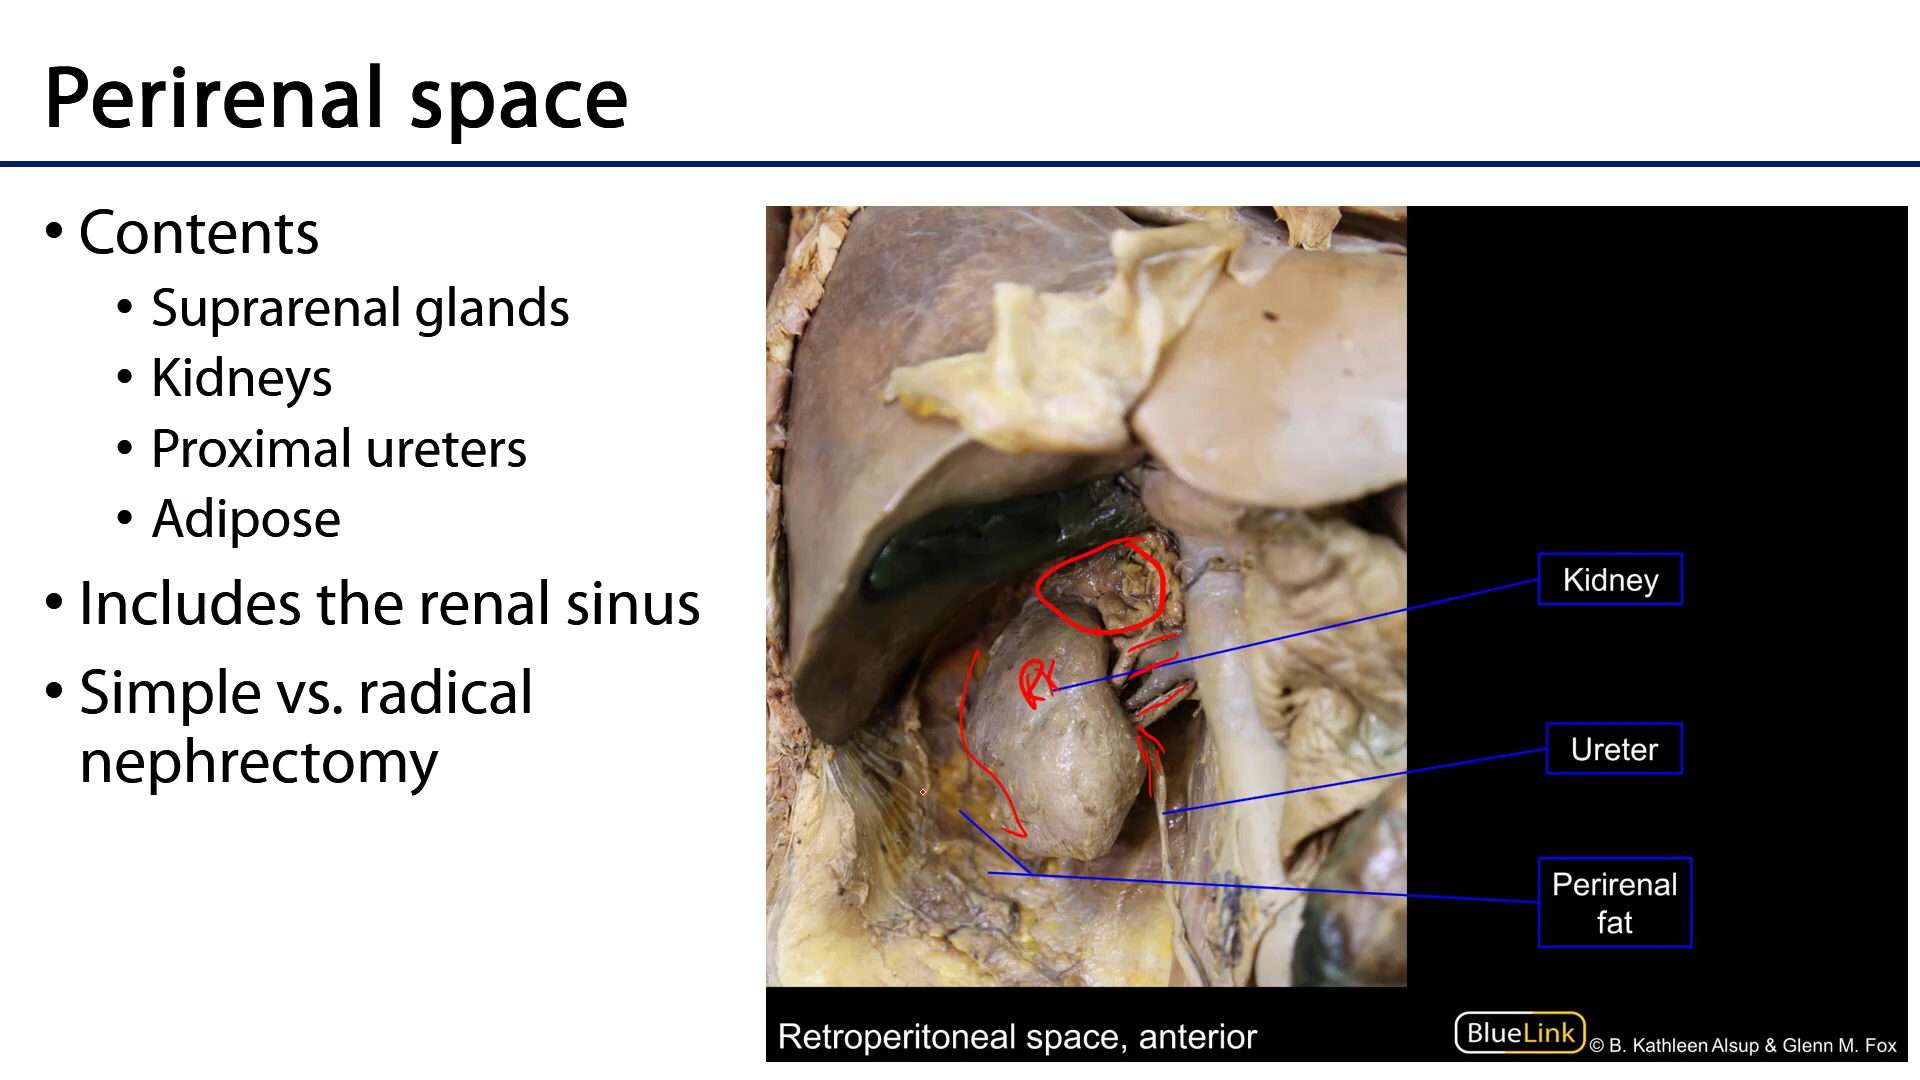 Perirenal space
• Contents
• Suprarenal glands
• Kidneys
• Proximal ureters
• Adipose
• Includes the renal sinus
• Simple vs. radical
nephrectomy
RK
Kidney
Ureter
Perirenal
fat
Retroperitoneal space, anterior
BlueLink
© B. Kathleen Alsup & Glenn M. Fox